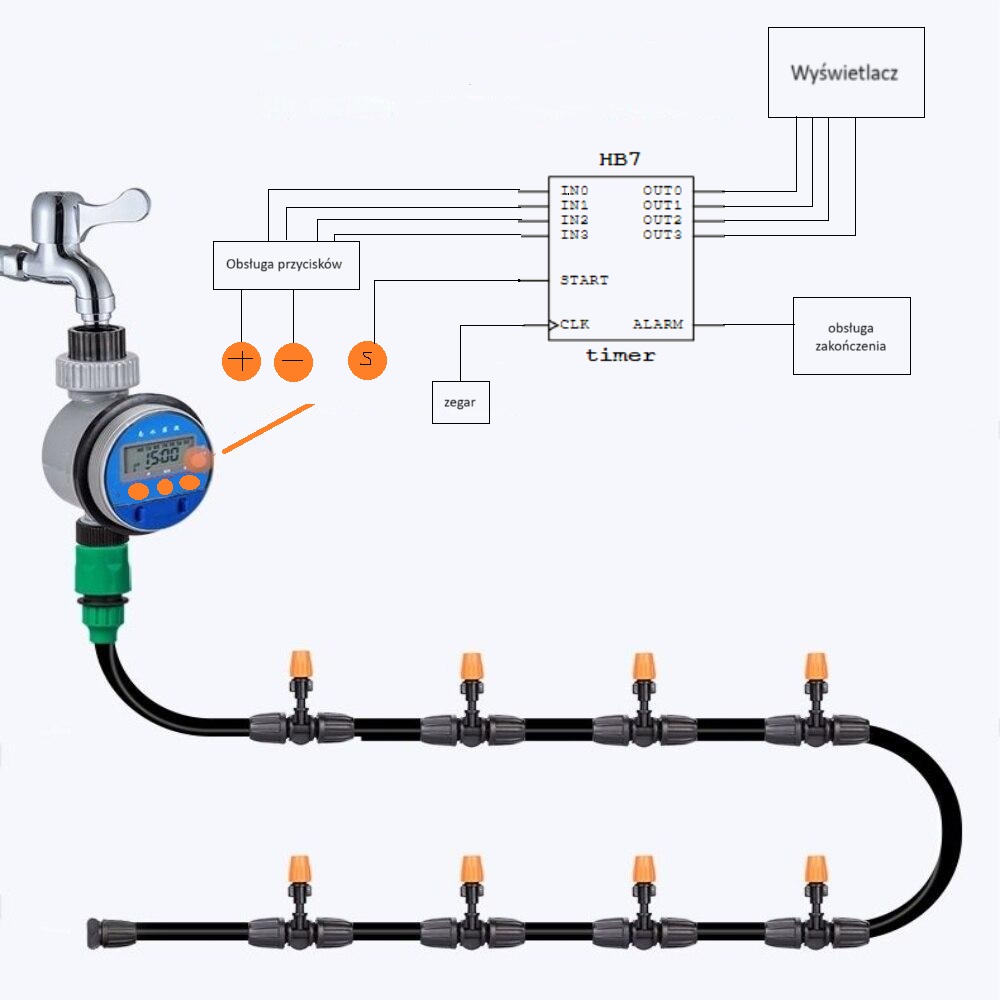 Wyświetlacz
HB7
IN0
IN1
IN2
IN3
OUT0
OUT1
OUT2
OUT3
START
CLK
ALARM
timer
Obsługa przycisków
+
−
S
zegar
obsługa
zakończenia
15:00